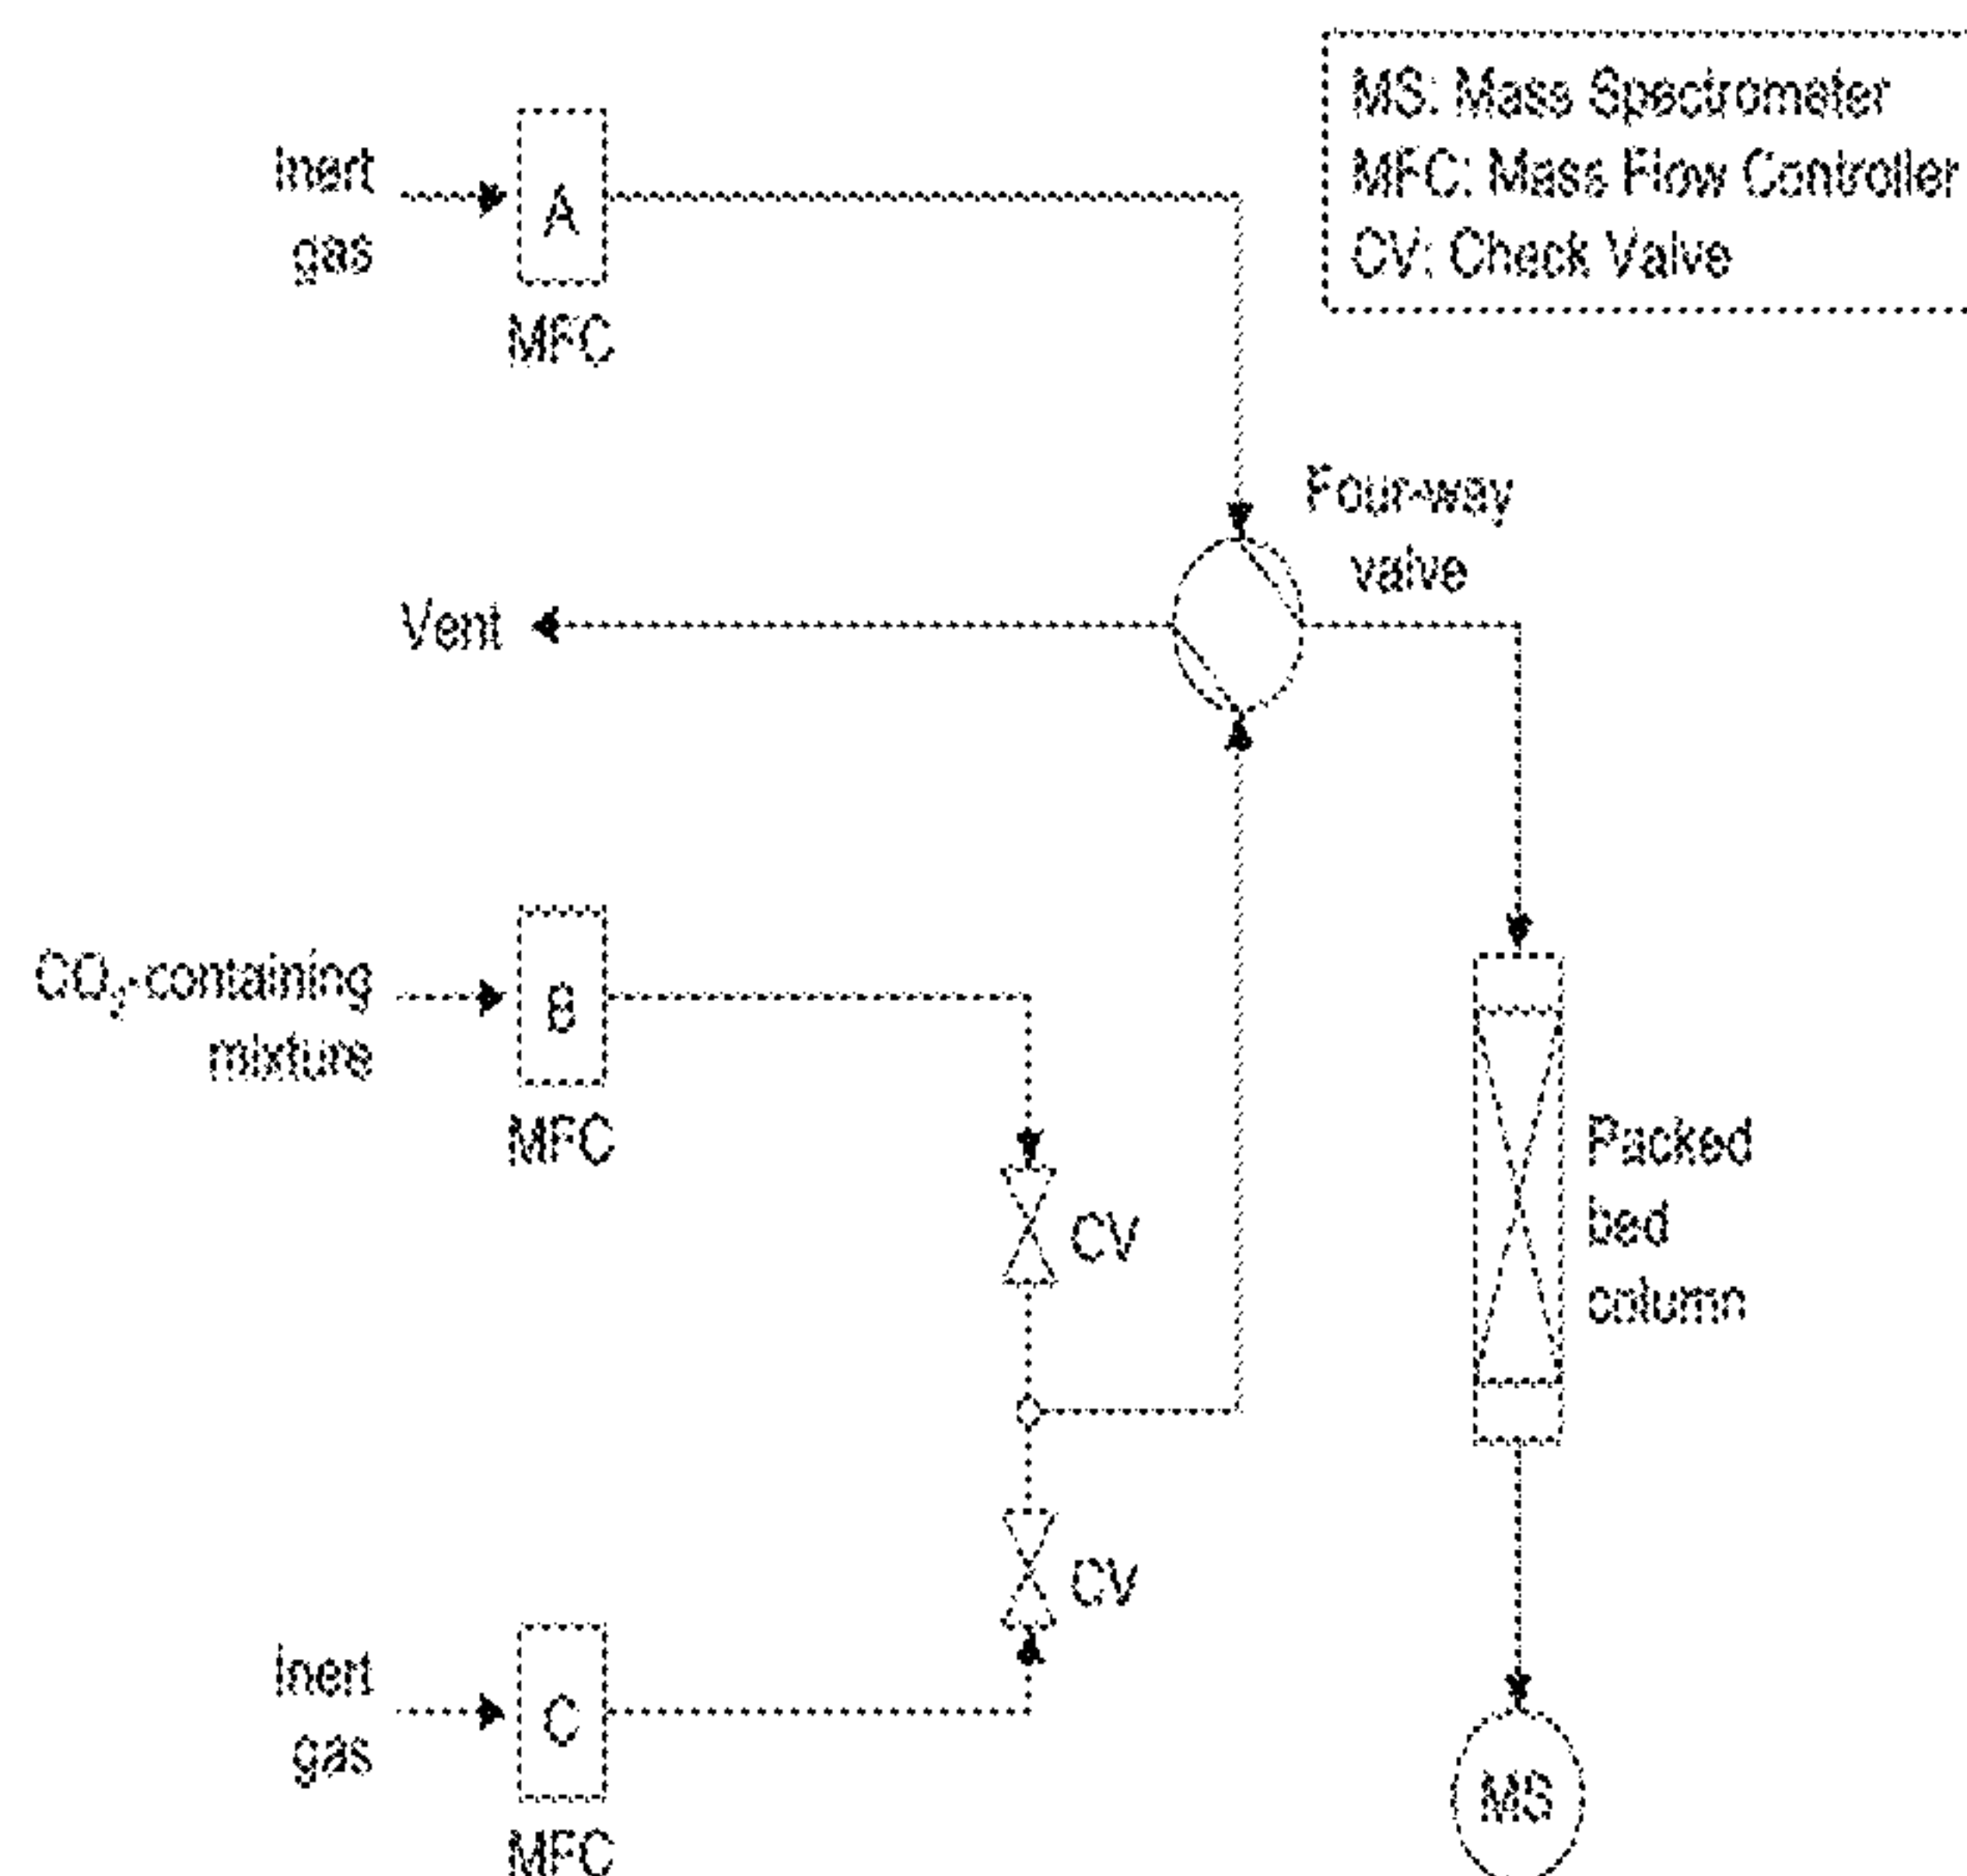 MS: Mass Spectrometer
MFC: Mass Flow Controller
CV: Check Valve
Inert
gas
A
MFC
Four-way
valve
Vent
CO₂-containing
mixture
B
MFC
CV
Packed
bed
column
CV
Inert
gas
C
MFC
MS